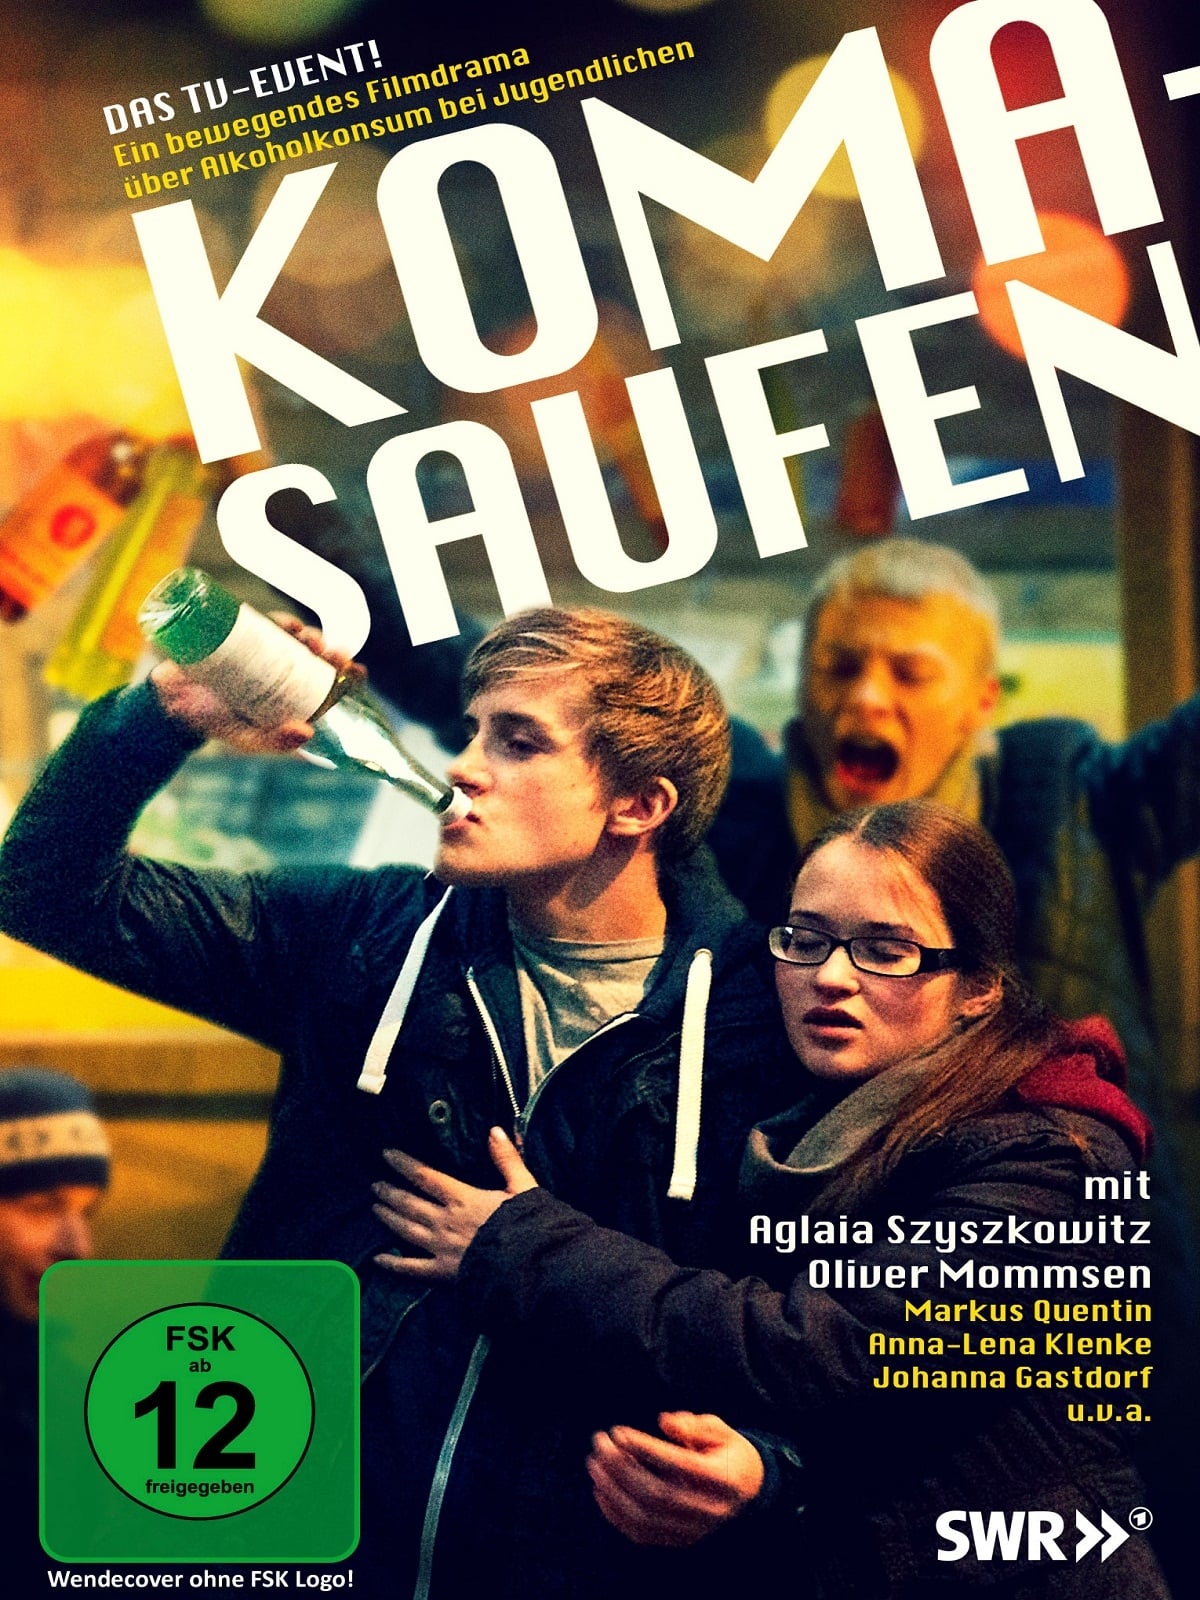 DAS TV-EVENT!
Ein bewegendes Filmdrama
über Alkoholkonsum bei Jugendlichen
KOMA-
SAUFEN
mit
Aglaia Szyszkowitz
Oliver Mommsen
Markus Quentin
Anna-Lena Klenke
Johanna Gastdorf
u.v.a.
FSK
ab
12
freigegeben
SWR
1
Wendecover ohne FSK Logo!